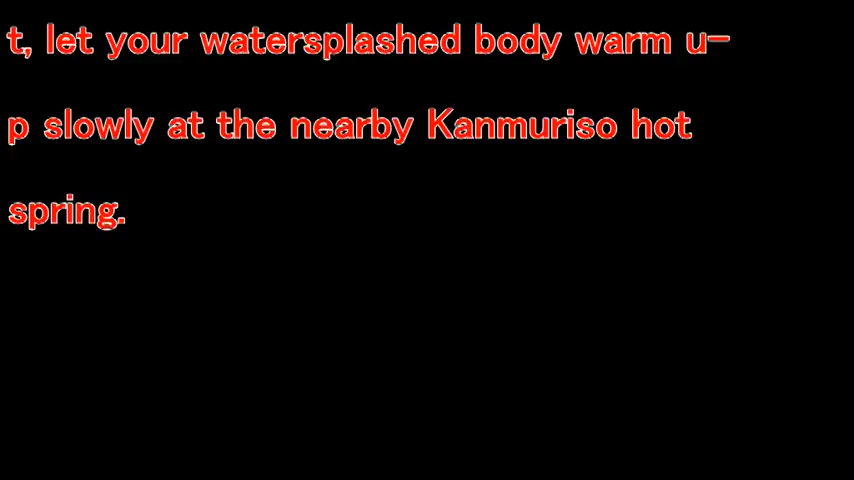 t, let your watersplashed body warm u-
p slowly at the nearby Kanmuriso hot
spring.